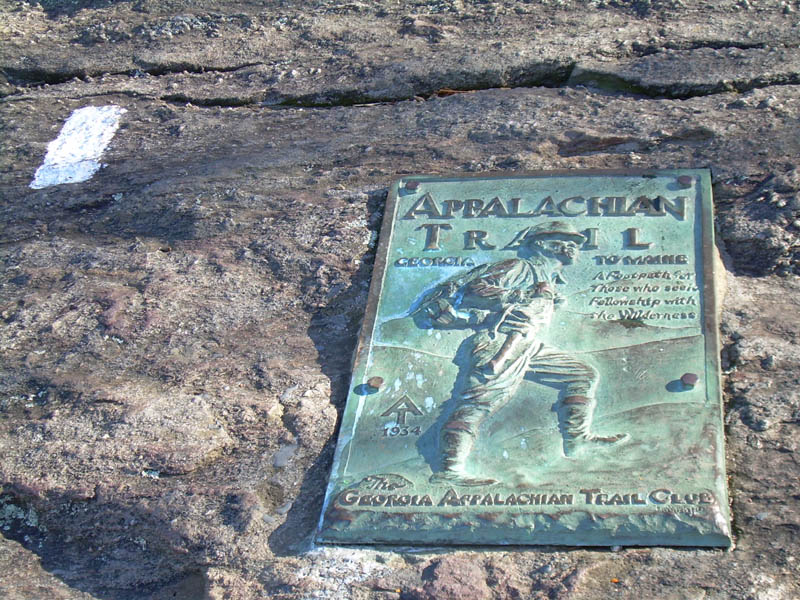 APPALACHIAN
TRAIL
GEORGIA TO MAINE
A Footpath for
Those who seek
Fellowship with
the Wilderness
1934
The
GEORGIA APPALACHIAN TRAIL CLUB